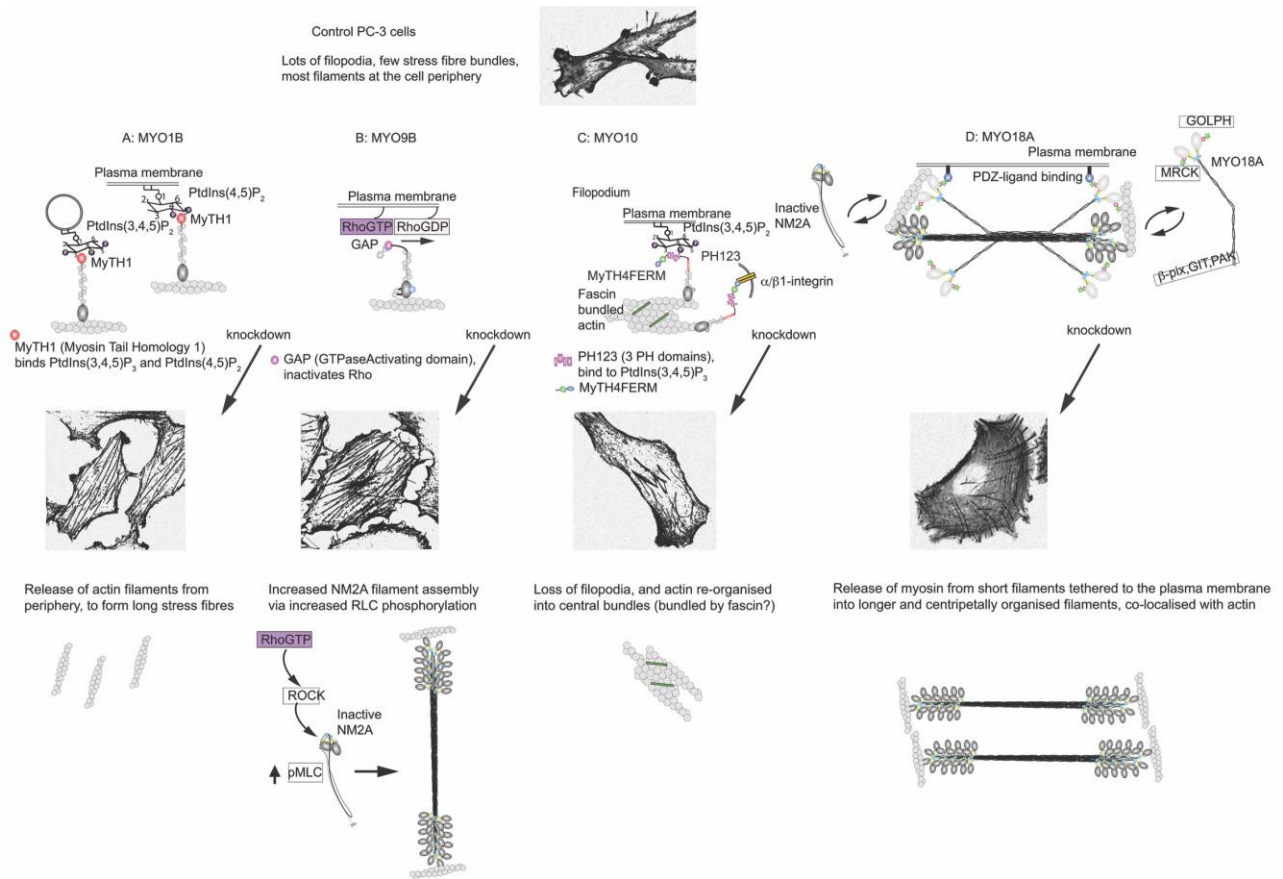 Control PC-3 cells
Lots of filopodia, few stress fibre bundles,
most filaments at the cell periphery
A: MYO1B
Plasma membrane
PtdIns(4,5)P2
2 1 6
3 4 5
MyTH1
PtdIns(3,4,5)P2
MyTH1
knockdown
MyTH1 (Myosin Tail Homology 1)
binds PtdIns(3,4,5)P3 and PtdIns(4,5)P2
Release of actin filaments from
periphery, to form long stress fibres
B: MYO9B
Plasma membrane
RhoGTP RhoGDP
GAP
knockdown
GAP (GTPaseActivating domain),
inactivates Rho
Increased NM2A filament assembly
via increased RLC phosphorylation
RhoGTP
ROCK
Inactive
NM2A
pMLC
C: MYO10
Filopodium
Plasma membrane
PtdIns(3,4,5)P2
PH123
MyTH4FERM
α/β1-integrin
Fascin
bundled
actin
knockdown
PH123 (3 PH domains),
bind to PtdIns(3,4,5)P3
MyTH4FERM
Loss of filopodia, and actin re-organised
into central bundles (bundled by fascin?)
D: MYO18A
Plasma membrane
PDZ-ligand binding
Inactive
NM2A
GOLPH
MYO18A
MRCK
β-pix,GIT,PAK
knockdown
Release of myosin from short filaments tethered to the plasma membrane
into longer and centripetally organised filaments, co-localised with actin